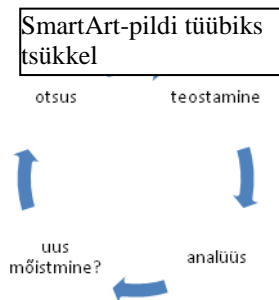 SmartArt-pildi tüübiks
tsükkel
otsus
teostamine
uus
mõistmine?
analüüs